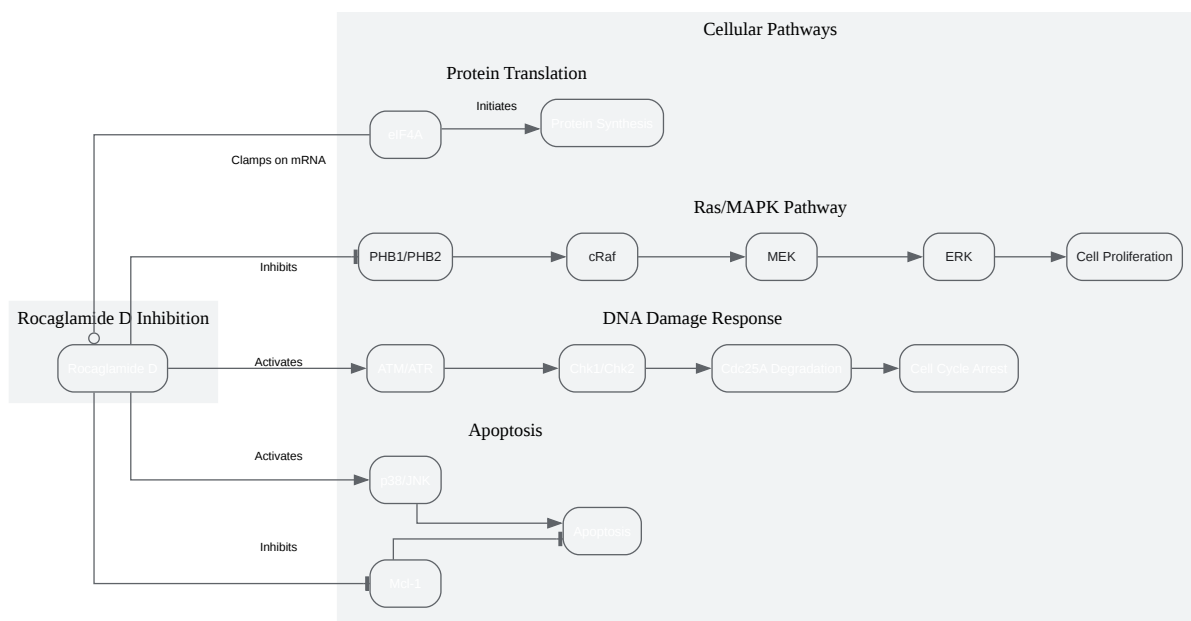 Cellular Pathways
Protein Translation
Initiates
eIF4A
Protein Synthesis
Clamps on mRNA
Ras/MAPK Pathway
PHB1/PHB2
cRaf
MEK
ERK
Cell Proliferation
Inhibits
Rocaglamide D Inhibition
DNA Damage Response
Rocaglamide D
Activates
ATM/ATR
Chk1/Chk2
Cdc25A Degradation
Cell Cycle Arrest
Apoptosis
Activates
p38/JNK
Apoptosis
Inhibits
Mcl-1